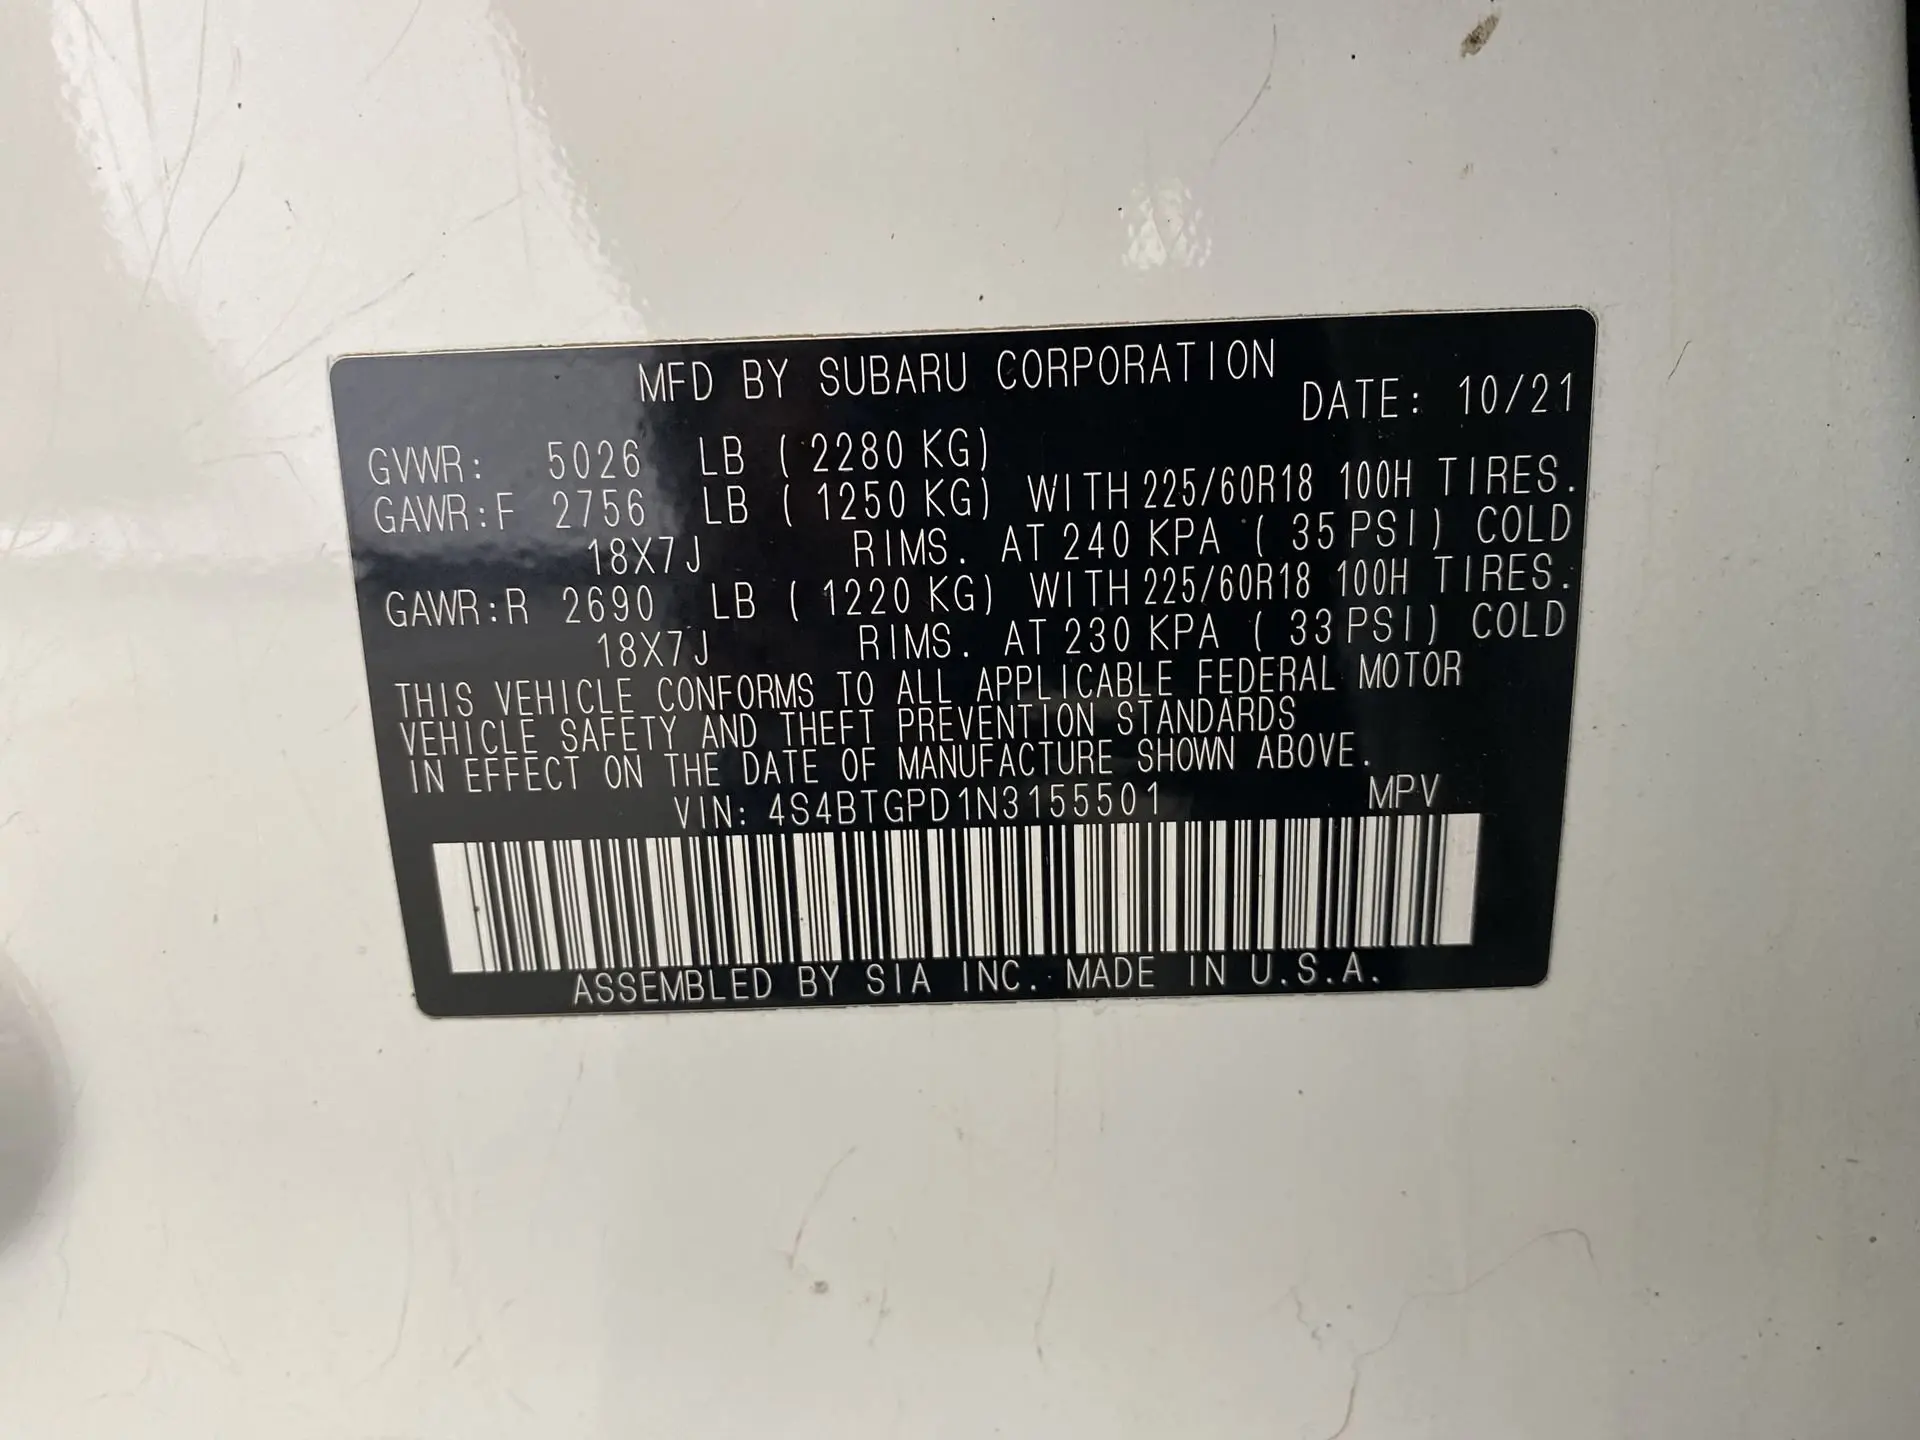 MFD BY SUBARU CORPORATION
DATE: 10/21
GVWR: 5026 LB ( 2280 KG)
GAWR:F 2756 LB ( 1250 KG) WITH 225/60R18 100H TIRES.
18X7J RIMS. AT 240 KPA ( 35 PSI) COLD
GAWR:R 2690 LB ( 1220 KG) WITH 225/60R18 100H TIRES.
18X7J RIMS. AT 230 KPA ( 33 PSI) COLD
THIS VEHICLE CONFORMS TO ALL APPLICABLE FEDERAL MOTOR
VEHICLE SAFETY AND THEFT PREVENTION STANDARDS
IN EFFECT ON THE DATE OF MANUFACTURE SHOWN ABOVE.
VIN: 4S4BTGPD1N3155501 MPV
ASSEMBLED BY SIA INC. MADE IN U.S.A.